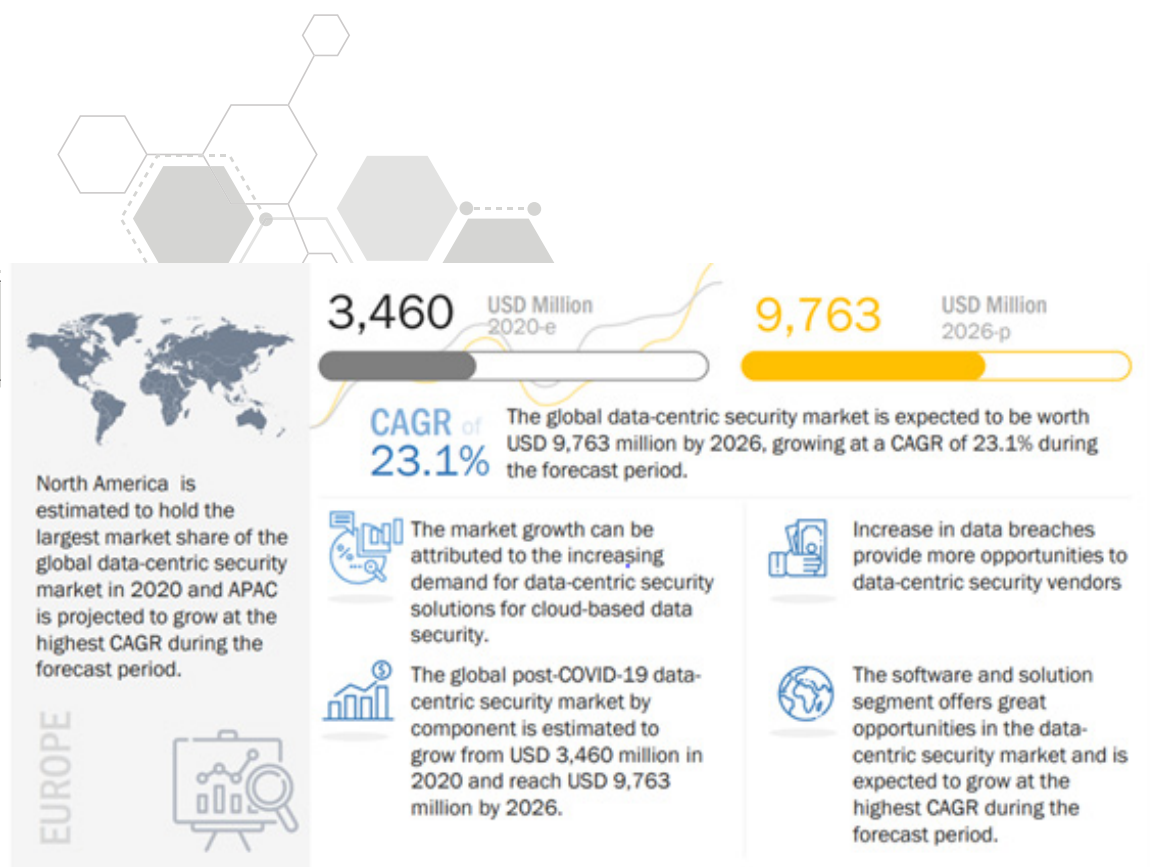 3,460
USD Million
2020-e
9,763
USD Million
2026-p
CAGR of
23.1%
The global data-centric security market is expected to be worth
USD 9,763 million by 2026, growing at a CAGR of 23.1% during
the forecast period.
North America is
estimated to hold the
largest market share of the
global data-centric security
market in 2020 and APAC
is projected to grow at the
highest CAGR during the
forecast period.
EUROPE
The market growth can be
attributed to the increasing
demand for data-centric security
solutions for cloud-based data
security.
Increase in data breaches
provide more opportunities to
data-centric security vendors
The global post-COVID-19 data-
centric security market by
component is estimated to
grow from USD 3,460 million in
2020 and reach USD 9,763
million by 2026.
The software and solution
segment offers great
opportunities in the data-
centric security market and is
expected to grow at the
highest CAGR during the
forecast period.